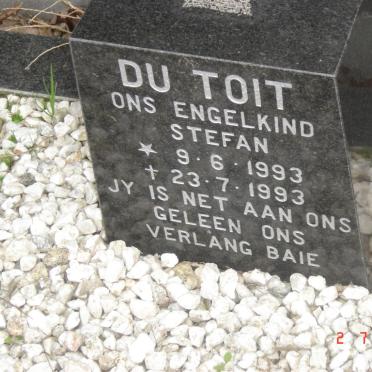 DU TOIT
ONS ENGELKIND
STEFAN
* 9·6·1993
† 23·7·1993
JY IS NET AAN ONS
GELEEN ONS
VERLANG BAIE
2 7